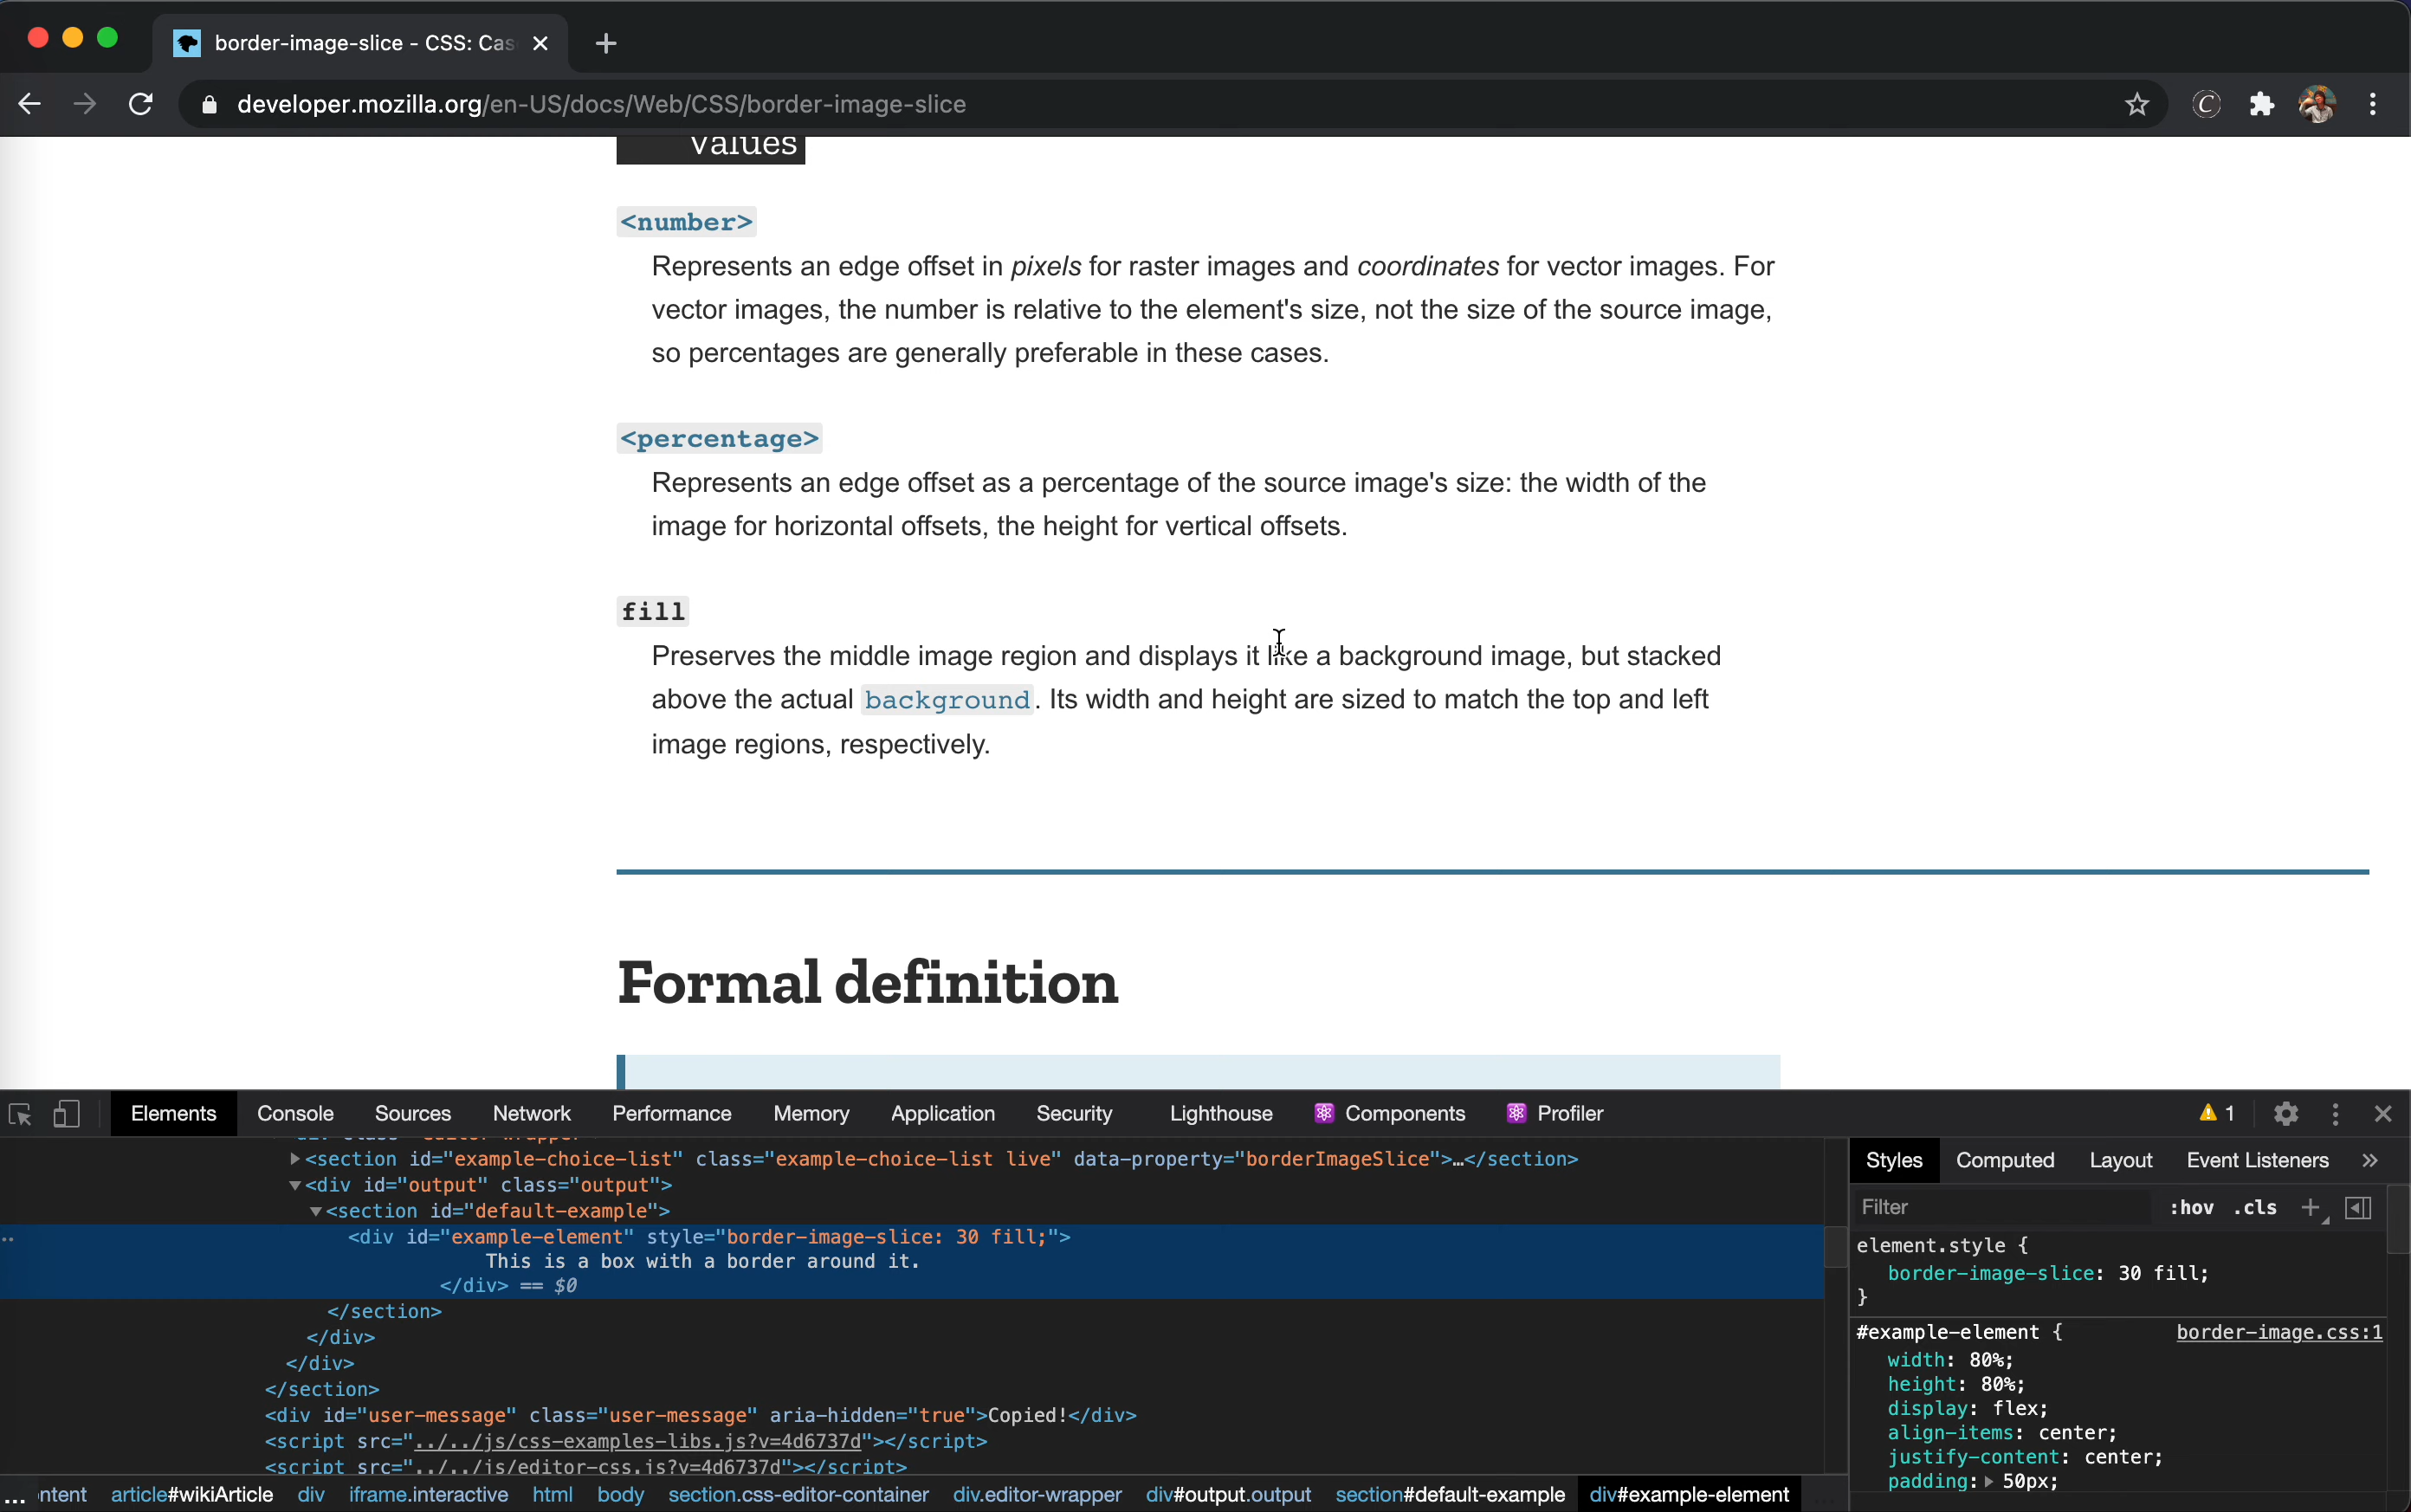 border-image-slice - CSS: Cas
developer.mozilla.org/en-US/docs/Web/CSS/border-image-slice
values
<number>
Represents an edge offset in pixels for raster images and coordinates for vector images. For
vector images, the number is relative to the element's size, not the size of the source image,
so percentages are generally preferable in these cases.
<percentage>
Represents an edge offset as a percentage of the source image's size: the width of the
image for horizontal offsets, the height for vertical offsets.
fill
Preserves the middle image region and displays it like a background image, but stacked
above the actual background. Its width and height are sized to match the top and left
image regions, respectively.
Formal definition
Elements Console Sources Network Performance Memory Application Security Lighthouse Components Profiler 1
<section id="example-choice-list" class="example-choice-list live" data-property="borderImageSlice">…</section>
<div id="output" class="output">
<section id="default-example">
<div id="example-element" style="border-image-slice: 30 fill;">
This is a box with a border around it.
</div> == $0
</section>
</div>
</div>
</section>
<div id="user-message" class="user-message" aria-hidden="true">Copied!</div>
<script src="../../js/css-examples-libs.js?v=4d6737d"></script>
<script src="../../js/editor-css.js?v=4d6737d"></script>
... ntent article#wikiArticle div iframe.interactive html body section.css-editor-container div.editor-wrapper div#output.output section#default-example div#example-element
Styles Computed Layout Event Listeners »
Filter :hov .cls +
element.style {
border-image-slice: 30 fill;
}
#example-element { border-image.css:1
width: 80%;
height: 80%;
display: flex;
align-items: center;
justify-content: center;
padding: 50px;